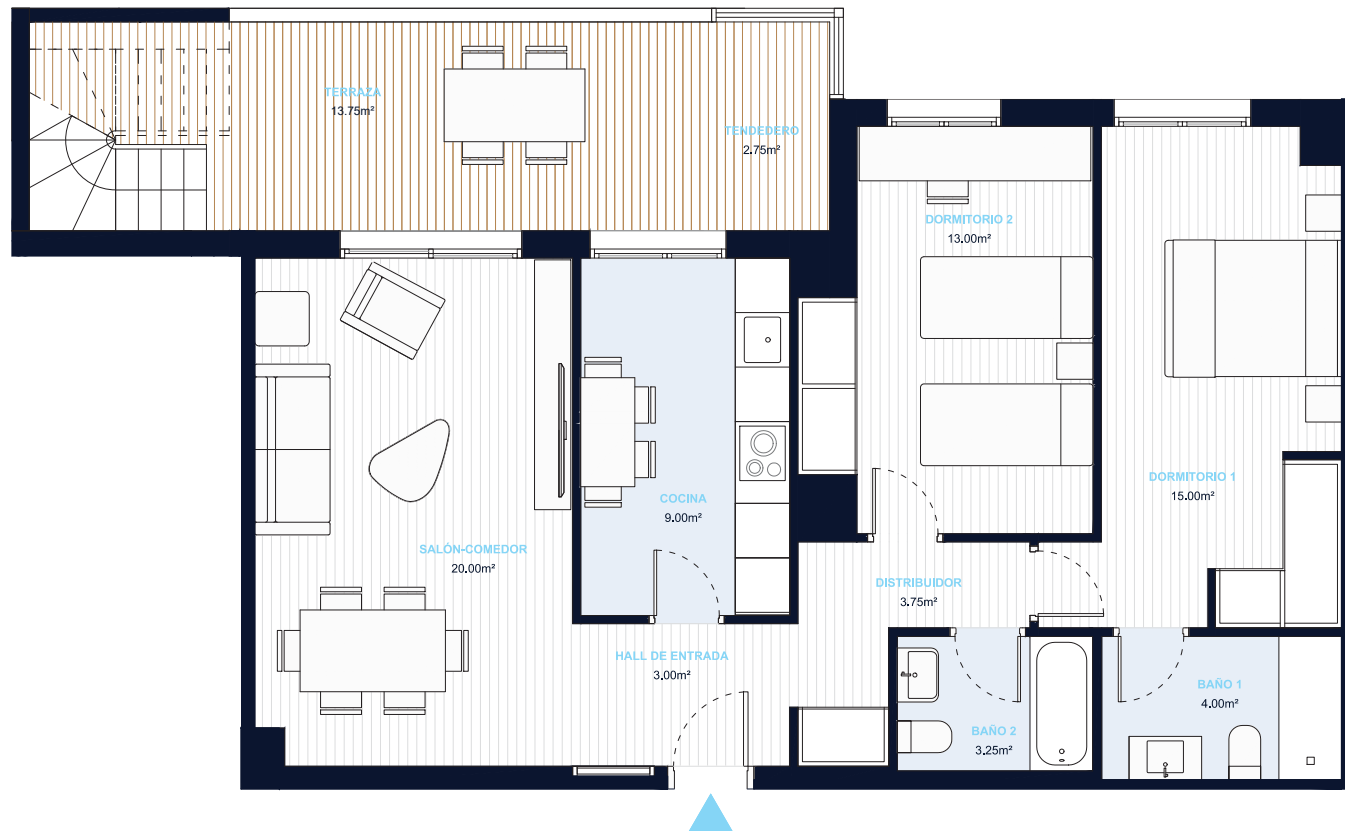 TERRAZA
13.75m²
TENDEDERO
2.75m²
DORMITORIO 2
13.00m²
DORMITORIO 1
15.00m²
COCINA
9.00m²
SALÓN-COMEDOR
20.00m²
DISTRIBUIDOR
3.75m²
HALL DE ENTRADA
3.00m²
BAÑO 1
4.00m²
BAÑO 2
3.25m²